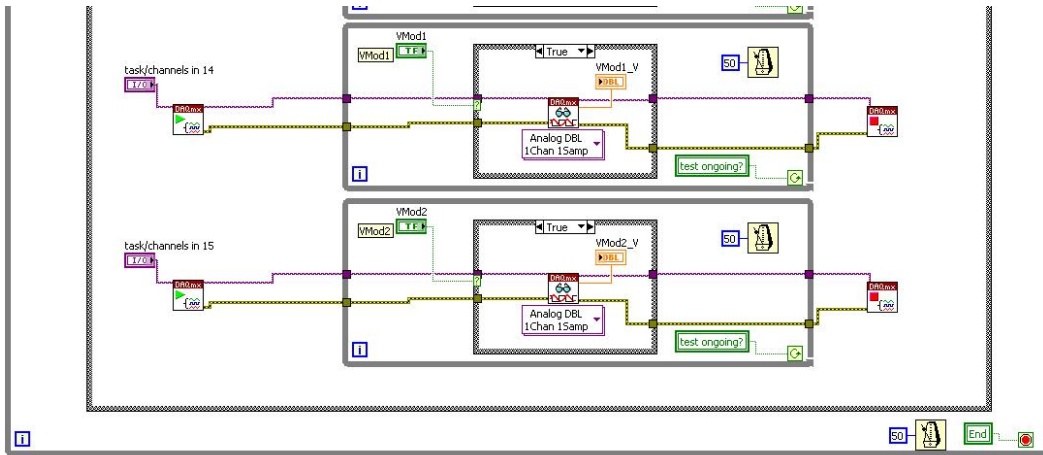 i
VMod1
VMod1
TF
True
50
task/channels in 14
I/O
VMod1_V
DBL
?
DAQmx
DAQmx
DAQmx
Analog DBL
1Chan 1Samp
test ongoing?
i
VMod2
VMod2
TF
True
50
task/channels in 15
I/O
VMod2_V
DBL
?
DAQmx
DAQmx
DAQmx
Analog DBL
1Chan 1Samp
test ongoing?
i
50
End
i